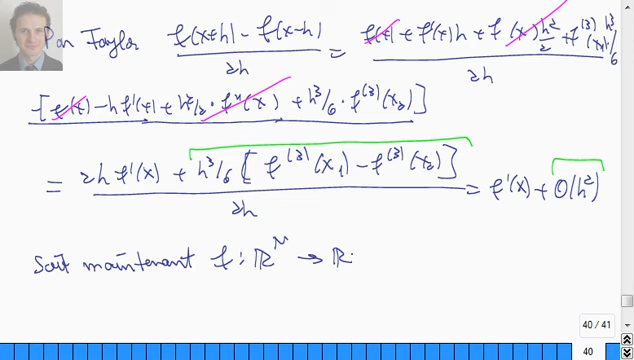 Par Taylor f(x+h) - f(x-h) / 2h = f(x) + f'(x)h + f''(x) h²/2 + f⁽³⁾(x₁) h³/6 / 2h
- [f(x) - hf'(x) + h²/2 · f''(x) + h³/6 · f⁽³⁾(x₂)]
= 2h f'(x) + h³/6 [f⁽³⁾(x₁) - f⁽³⁾(x₂)] / 2h = f'(x) + O(h²)
Soit maintenant f : ℝᴺ → ℝ.
40 / 41
40